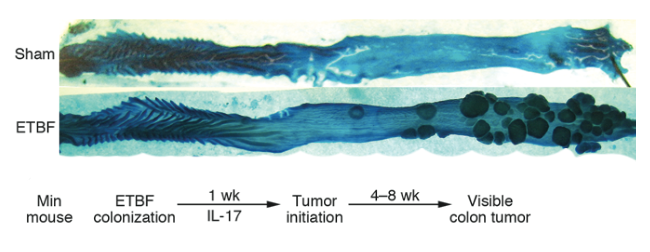 Sham
ETBF
Min mouse
ETBF colonization
1 wk
IL-17
Tumor initiation
4–8 wk
Visible colon tumor